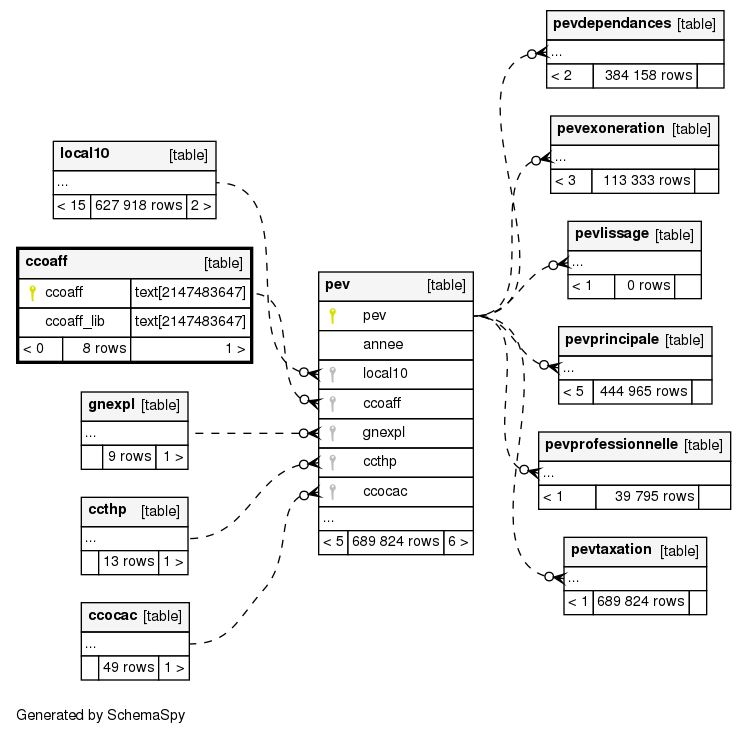 pevdependances [table]
...
< 2 384 158 rows
pevexoneration [table]
...
< 3 113 333 rows
local10 [table]
...
< 15 627 918 rows 2 >
pevlissage [table]
...
< 1 0 rows
ccoaff [table]
ccoaff text[2147483647]
ccoaff_lib text[2147483647]
< 0 8 rows 1 >
pev [table]
pev
annee
local10
ccoaff
gnexpl
ccthp
ccocac
...
< 5 689 824 rows 6 >
pevprincipale [table]
...
< 5 444 965 rows
gnexpl [table]
...
9 rows 1 >
pevprofessionnelle [table]
...
< 1 39 795 rows
ccthp [table]
...
13 rows 1 >
pevtaxation [table]
...
< 1 689 824 rows
ccocac [table]
...
49 rows 1 >
Generated by SchemaSpy